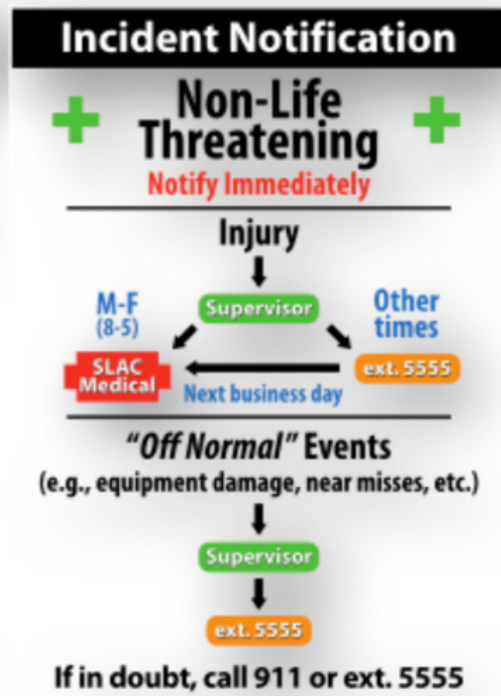 Incident Notification
Non-Life
Threatening
Notify Immediately
Injury
M-F
(8-5)
Supervisor
Other
times
SLAC
Medical
ext. 5555
Next business day
“Off Normal” Events
(e.g., equipment damage, near misses, etc.)
Supervisor
ext. 5555
If in doubt, call 911 or ext. 5555